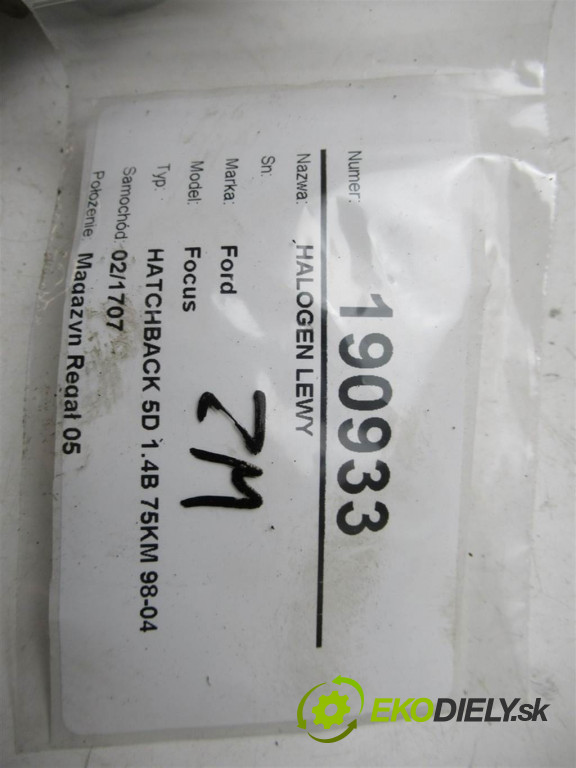 Numer: 190933
Nazwa: HALOGEN LEWY
Sn:
Marka: Ford
Model: Focus
Typ: HATCHBACK 5D 1.4B 75KM 98-04
Samochód: 02/1707
Położenie: Magazyn Regał 05
ZM
EKODIELY.sk